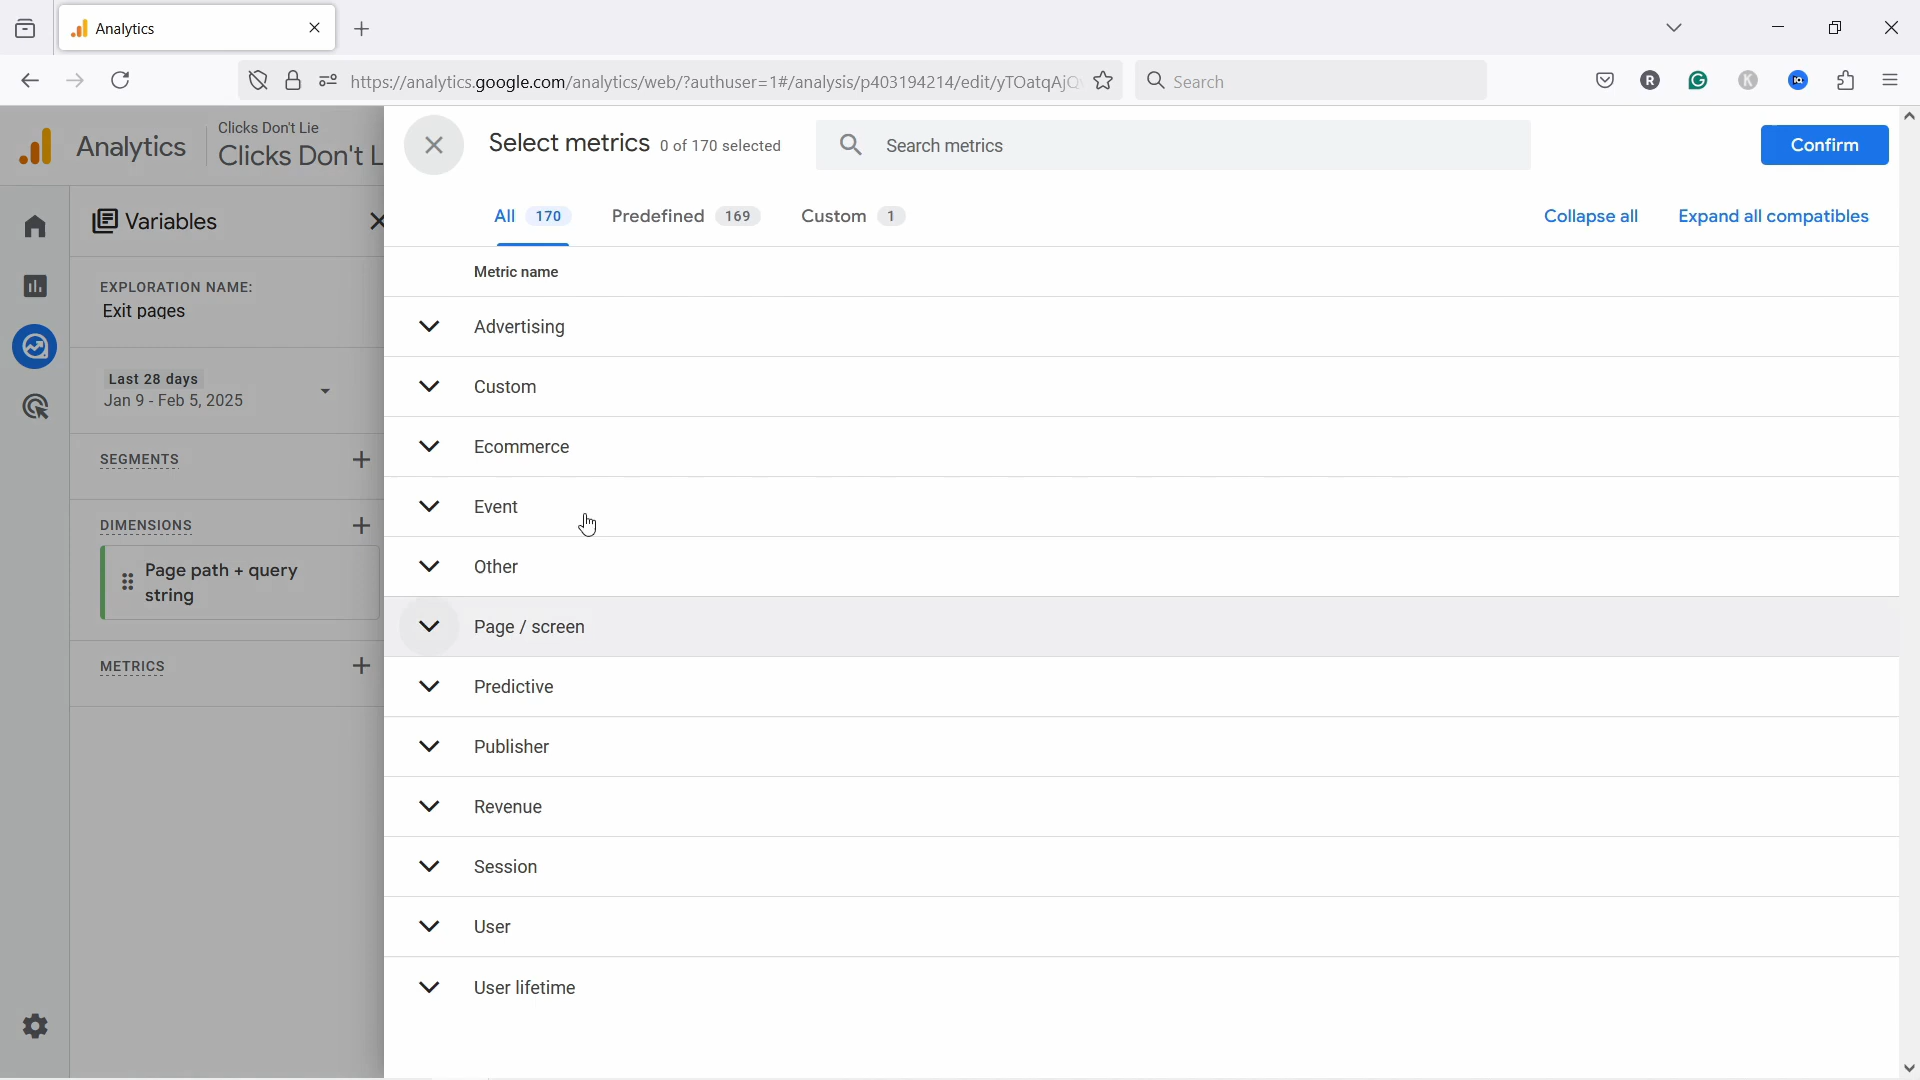 Analytics
https://analytics.google.com/analytics/web/?authuser=1#/analysis/p403194214/edit/yTOatqAjQ
Search
Analytics
Clicks Don't Lie
Clicks Don't L
Select metrics 0 of 170 selected
Search metrics
Confirm
All 170
Predefined 169
Custom 1
Collapse all
Expand all compatibles
Variables
EXPLORATION NAME:
Exit pages
Last 28 days
Jan 9 - Feb 5, 2025
SEGMENTS
DIMENSIONS
Page path + query
string
METRICS
Metric name
Advertising
Custom
Ecommerce
Event
Other
Page / screen
Predictive
Publisher
Revenue
Session
User
User lifetime